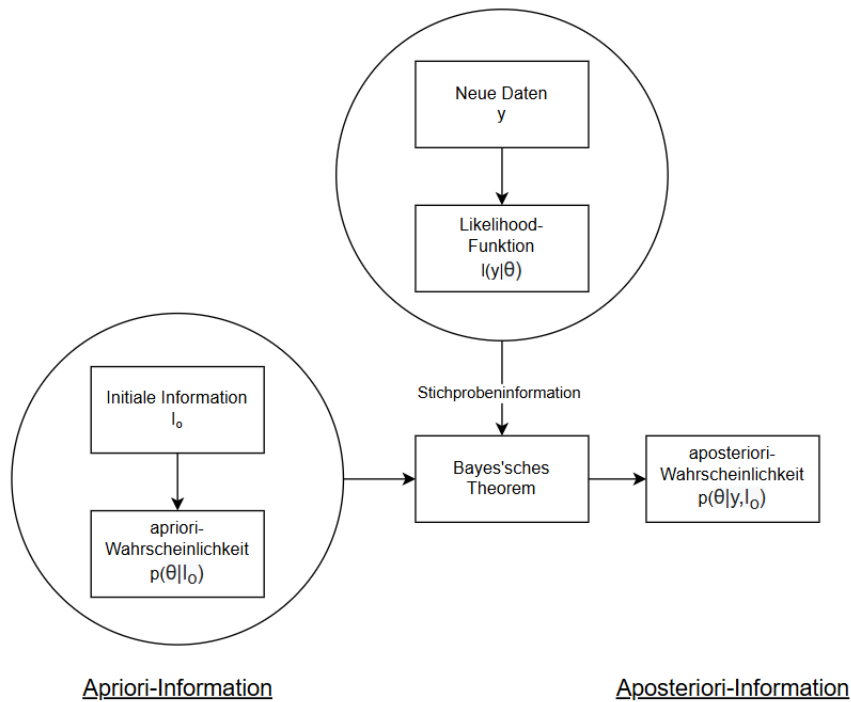 Neue Daten
y
Likelihood-
Funktion
l(y|θ)
Stichprobeninformation
Initiale Information
I₀
apriori-
Wahrscheinlichkeit
p(θ|I₀)
Bayes'sches
Theorem
aposteriori-
Wahrscheinlichkeit
p(θ|y,I₀)
Apriori-Information
Aposteriori-Information